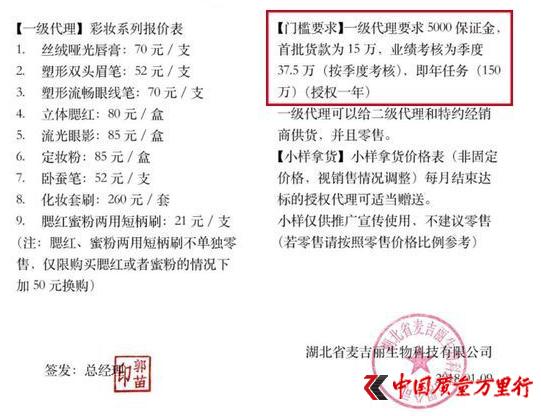 【一级代理】彩妆系列报价表
1. 丝绒哑光唇膏：70 元 / 支
2. 塑形双头眉笔：52 元 / 支
3. 塑形流畅眼线笔：70 元 / 支
4. 立体腮红：80 元 / 盒
5. 流光眼影：85 元 / 盒
6. 定妆粉：85 元 / 盒
7. 卧蚕笔：52 元 / 支
8. 化妆套刷：260 元 / 套
9. 腮红蜜粉两用短柄刷：21 元 / 支
(注：腮红、蜜粉两用短柄刷不单独零
售，仅限购买腮红或者蜜粉的情况下
加 50 元换购)
签发：总经理
郭苗印
【门槛要求】一级代理要求 5000 保证金，
首批货款为 15 万，业绩考核为季度
37.5 万（按季度考核），即年任务（150
万）(授权一年)
一级代理可以给二级代理和特约经销
商供货，并且零售。
【小样拿货】小样拿货价格表（非固定
价格，视销售情况调整）每月结束达
标的授权代理可适当赠送。
小样仅供推广宣传使用，不建议零售
（若零售请按照零售价格比例参考）
湖北省麦吉丽生物科技有限公司
2018.01.09
中国质量万里行